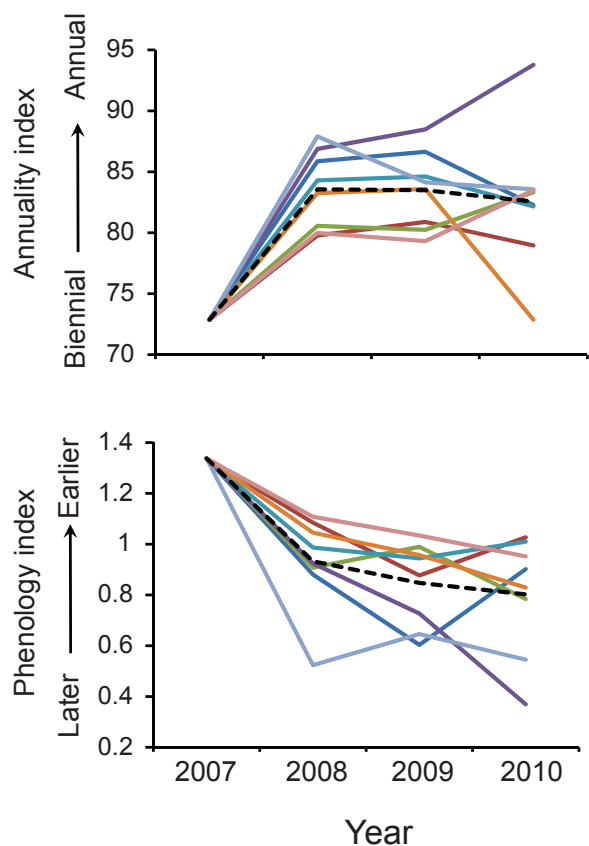 Annuality index
Biennial
Annual
95
90
85
80
75
70
Phenology index
Later
Earlier
1.4
1.2
1
0.8
0.6
0.4
0.2
2007 2008 2009 2010
Year